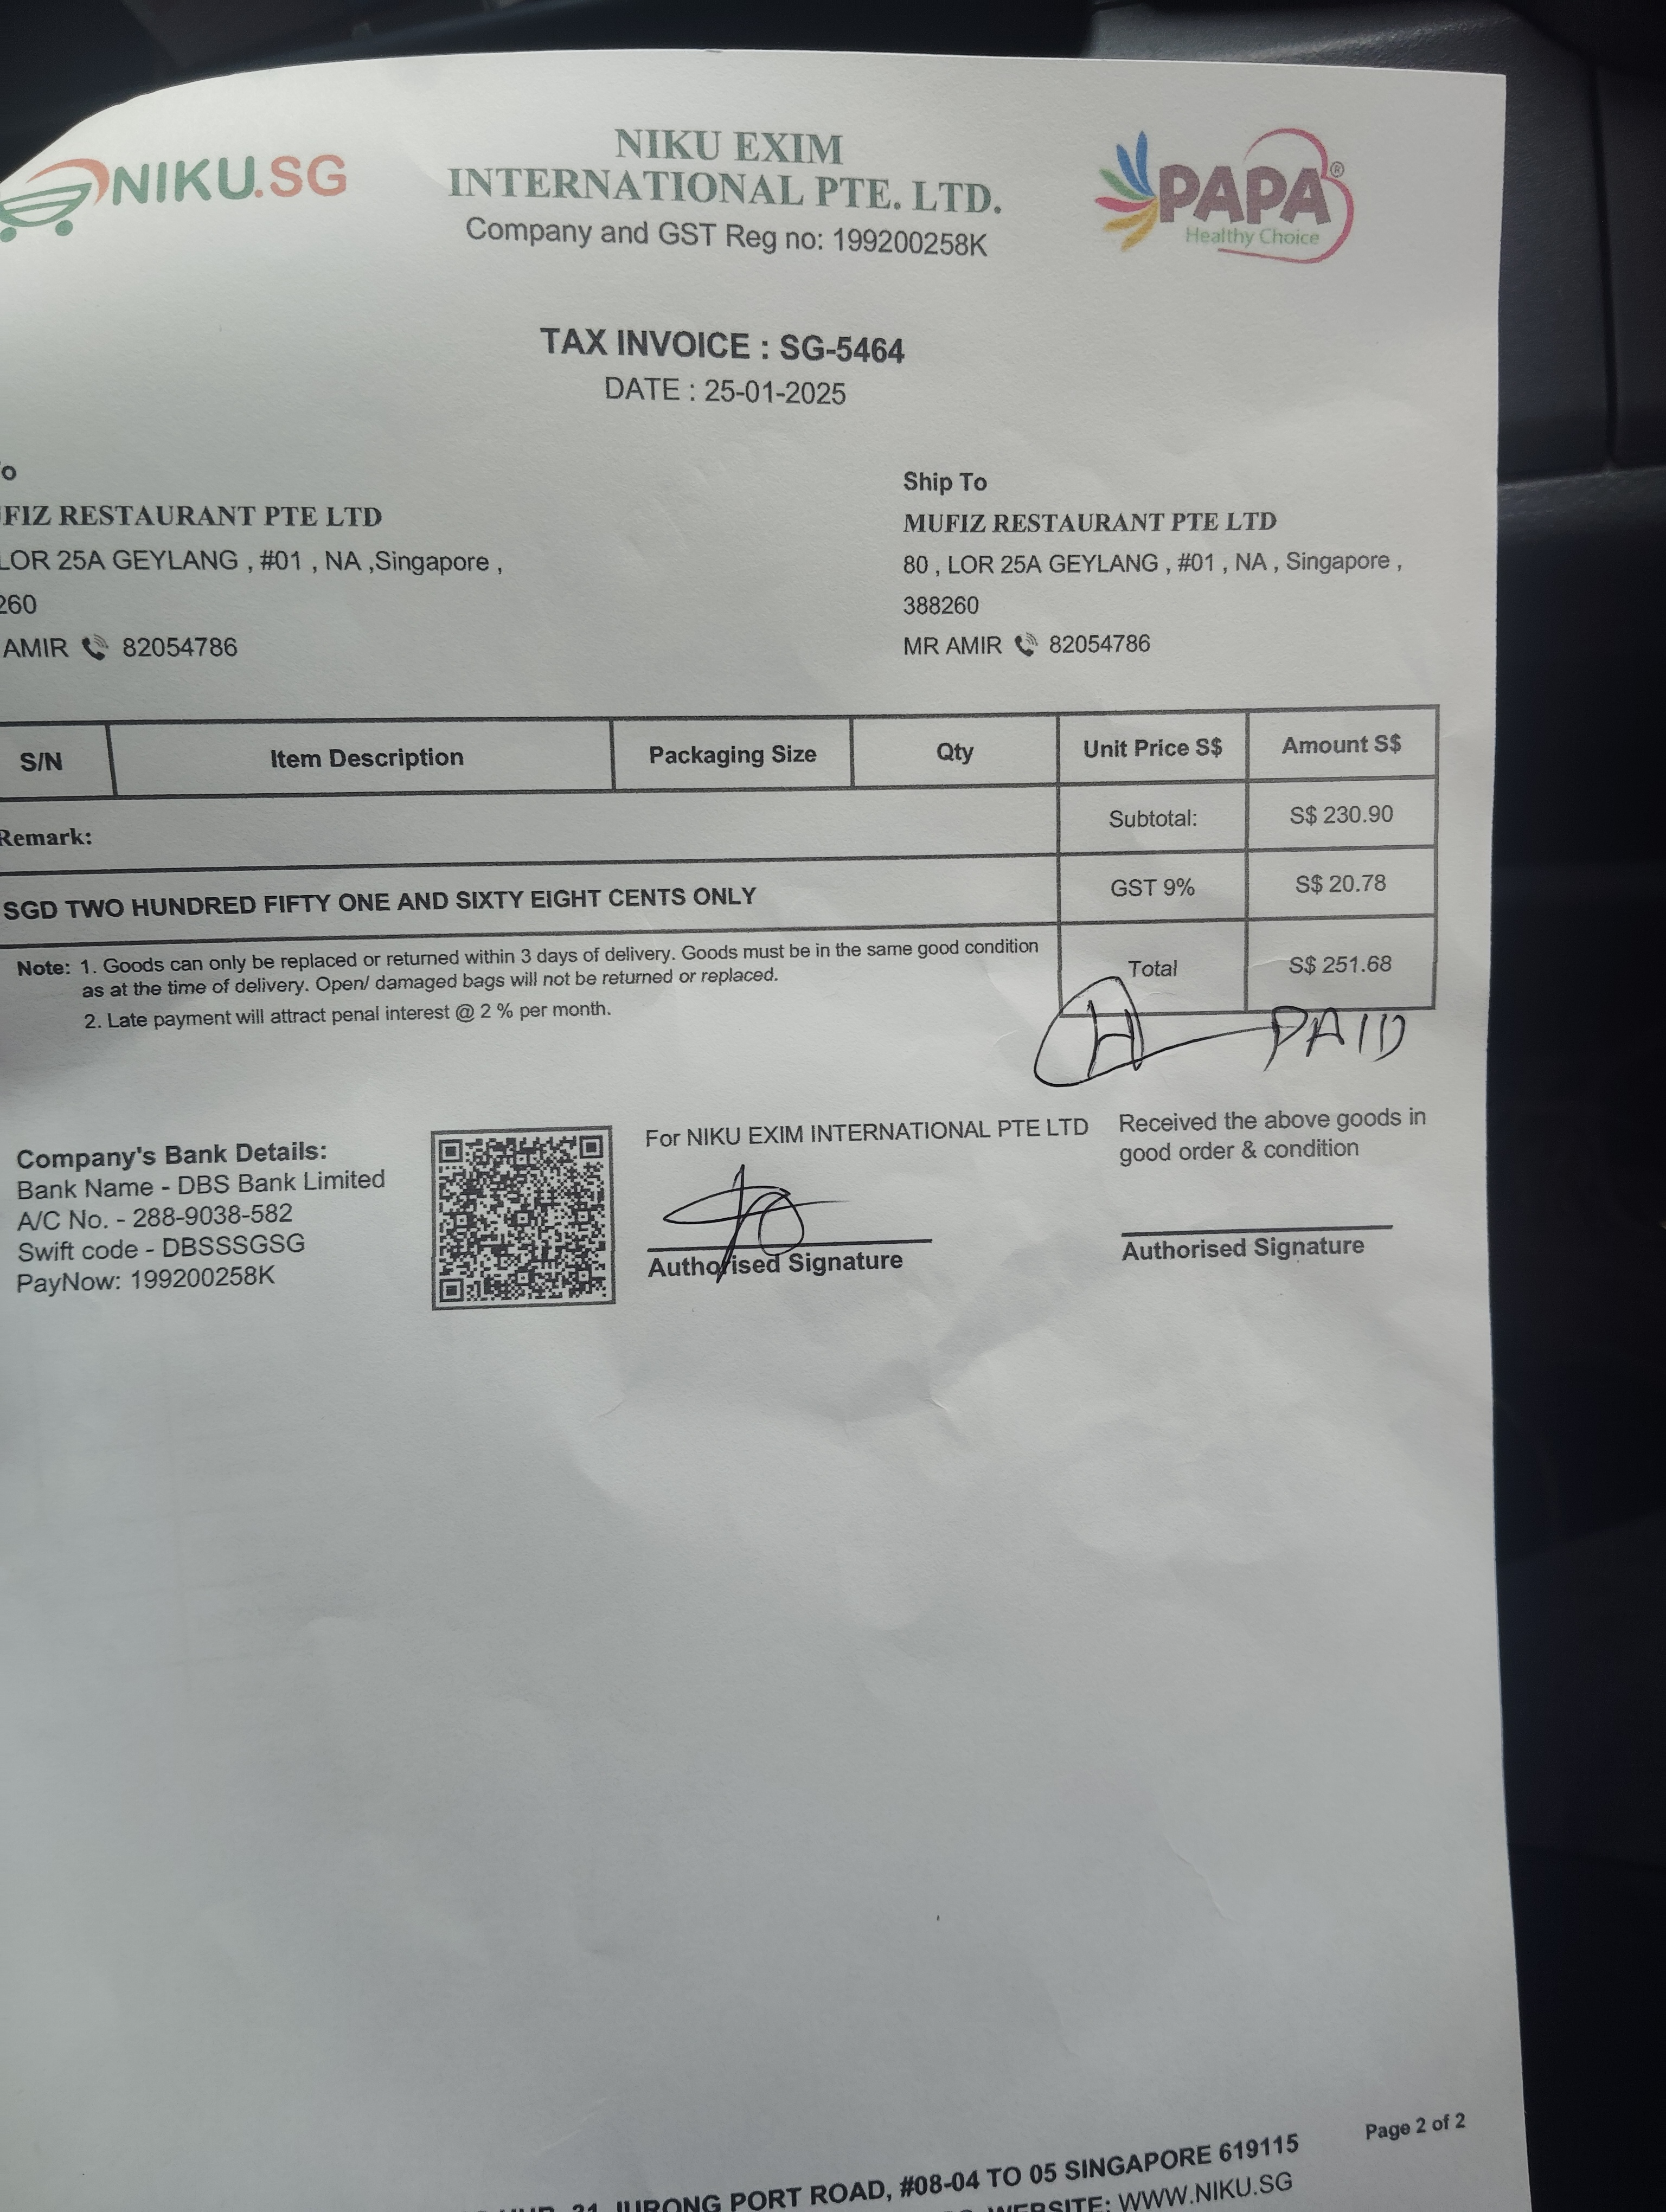 NIKU.SG
NIKU EXIM
INTERNATIONAL PTE. LTD.
Company and GST Reg no: 199200258K
PAPA®
Healthy Choice
TAX INVOICE : SG-5464
DATE : 25-01-2025
FIZ RESTAURANT PTE LTD
LOR 25A GEYLANG , #01 , NA ,Singapore ,
260
AMIR 82054786
Ship To
MUFIZ RESTAURANT PTE LTD
80 , LOR 25A GEYLANG , #01 , NA , Singapore ,
388260
MR AMIR 82054786
S/N Item Description Packaging Size Qty Unit Price S$ Amount S$
Remark:
Subtotal: S$ 230.90
SGD TWO HUNDRED FIFTY ONE AND SIXTY EIGHT CENTS ONLY
GST 9% S$ 20.78
Note: 1. Goods can only be replaced or returned within 3 days of delivery. Goods must be in the same good condition
as at the time of delivery. Open/ damaged bags will not be returned or replaced.
2. Late payment will attract penal interest @ 2 % per month.
Total S$ 251.68
PAID
Company's Bank Details:
Bank Name - DBS Bank Limited
A/C No. - 288-9038-582
Swift code - DBSSSGSG
PayNow: 199200258K
For NIKU EXIM INTERNATIONAL PTE LTD
Authorised Signature
Received the above goods in
good order & condition
Authorised Signature
Page 2 of 2
31 JURONG PORT ROAD, #08-04 TO 05 SINGAPORE 619115
WEBSITE: WWW.NIKU.SG